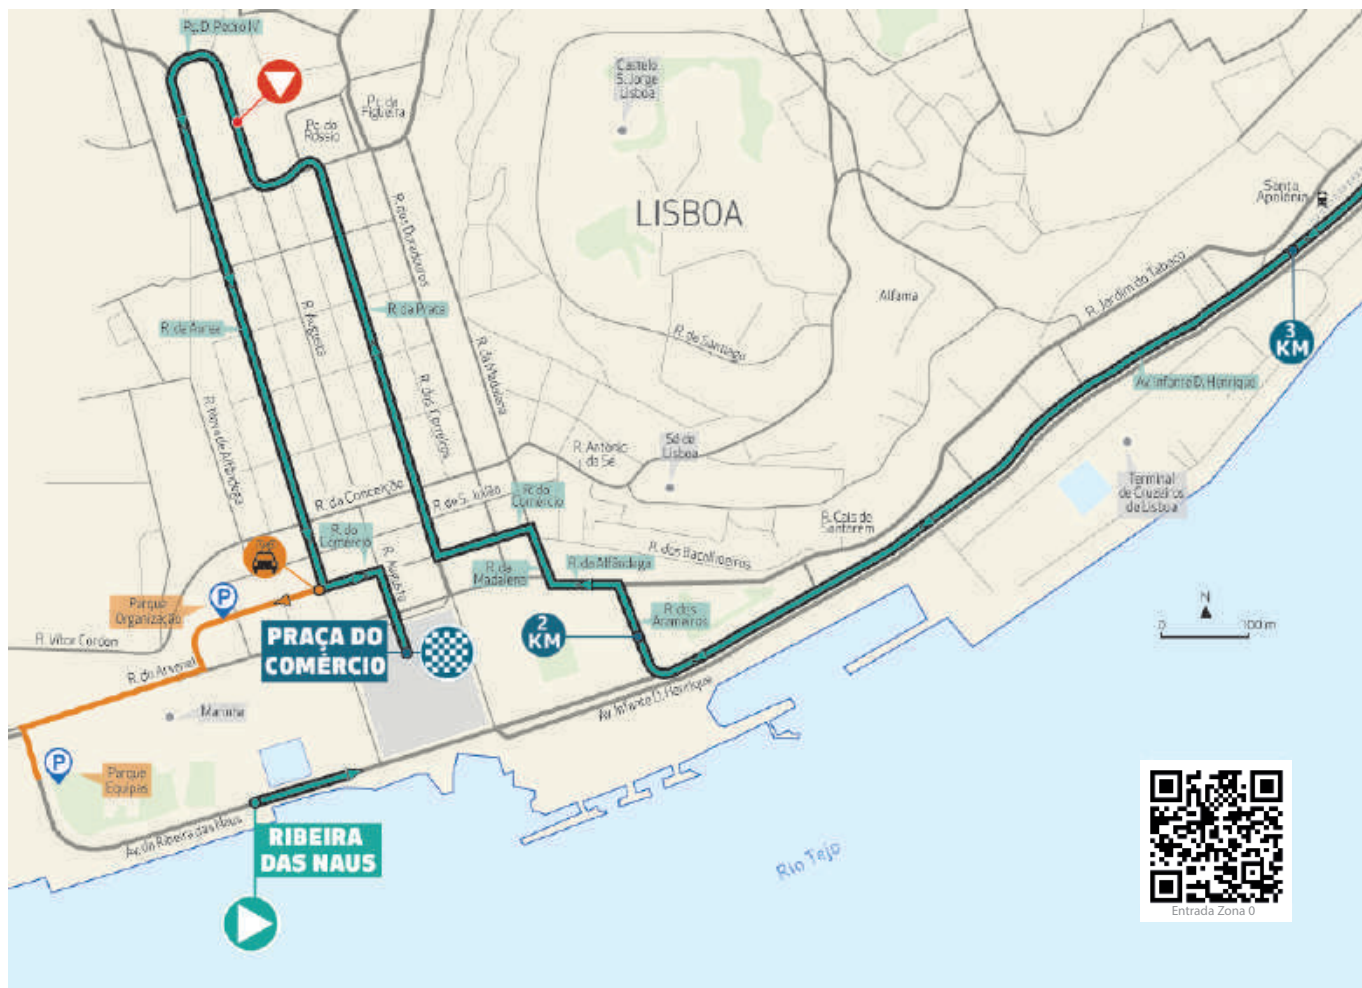 Pç. D. Pedro IV
Castelo
S. Jorge
Lisboa
Pç. da
Figueira
Pç. do
Rossio
Santa
Apolónia
LISBOA
R. dos Douradores
R. Jardim do Tabaco
Alfama
R. da Prata
R. Augusta
R. de Santiago
3
KM
R. da Madalena
Av. Infante D. Henrique
R. dos Correeiros
R. Nova do Almada
R. António
da Sé
Sé de
Lisboa
Terminal
de Cruzeiros
de Lisboa
R. da Conceição
R. de S. Julião
R. do
Comércio
R. Cais de
Santarém
R. do
Comércio
R. dos Bacalhoeiros
R. da
Madalena
R. da Alfândega
R. Augusta
Parque
Organização
P
R. dos
Arameiros
N
0
100 m
2
KM
PRAÇA DO
COMÉRCIO
R. Vítor Cordon
R. do Arsenal
Av. Infante D. Henrique
Marinha
P
Parque
Equipas
Av. da Ribeira das Naus
RIBEIRA
DAS NAUS
Rio Tejo
Entrada Zona 0